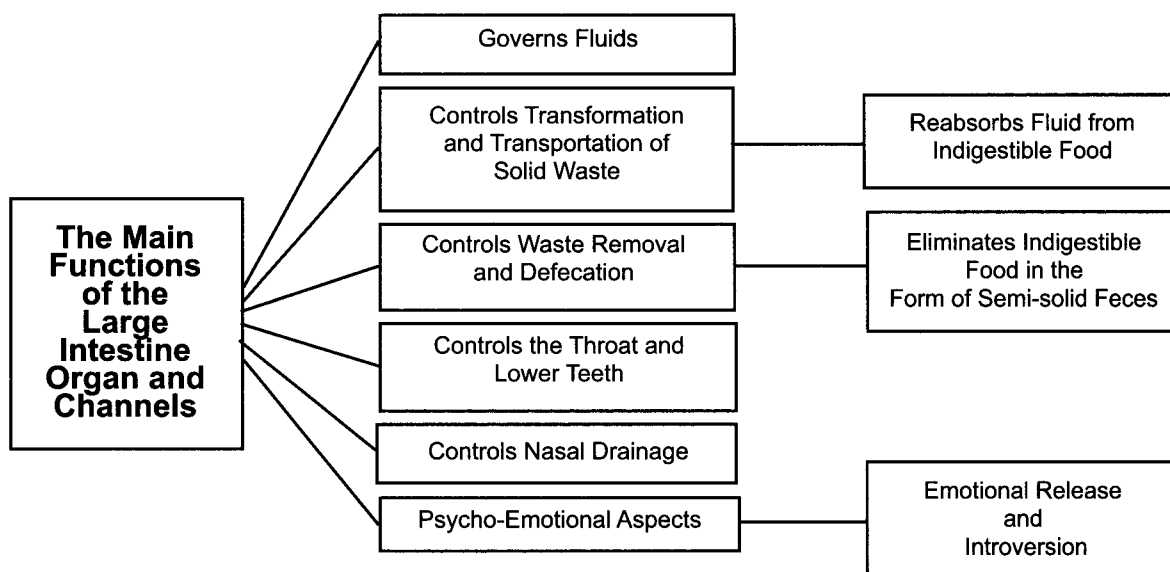 The Main
Functions
of the
Large
Intestine
Organ and
Channels
Governs Fluids
Controls Transformation
and Transportation of
Solid Waste
Reabsorbs Fluid from
Indigestible Food
Controls Waste Removal
and Defecation
Eliminates Indigestible
Food in the
Form of Semi-solid Feces
Controls the Throat and
Lower Teeth
Controls Nasal Drainage
Psycho-Emotional Aspects
Emotional Release
and
Introversion